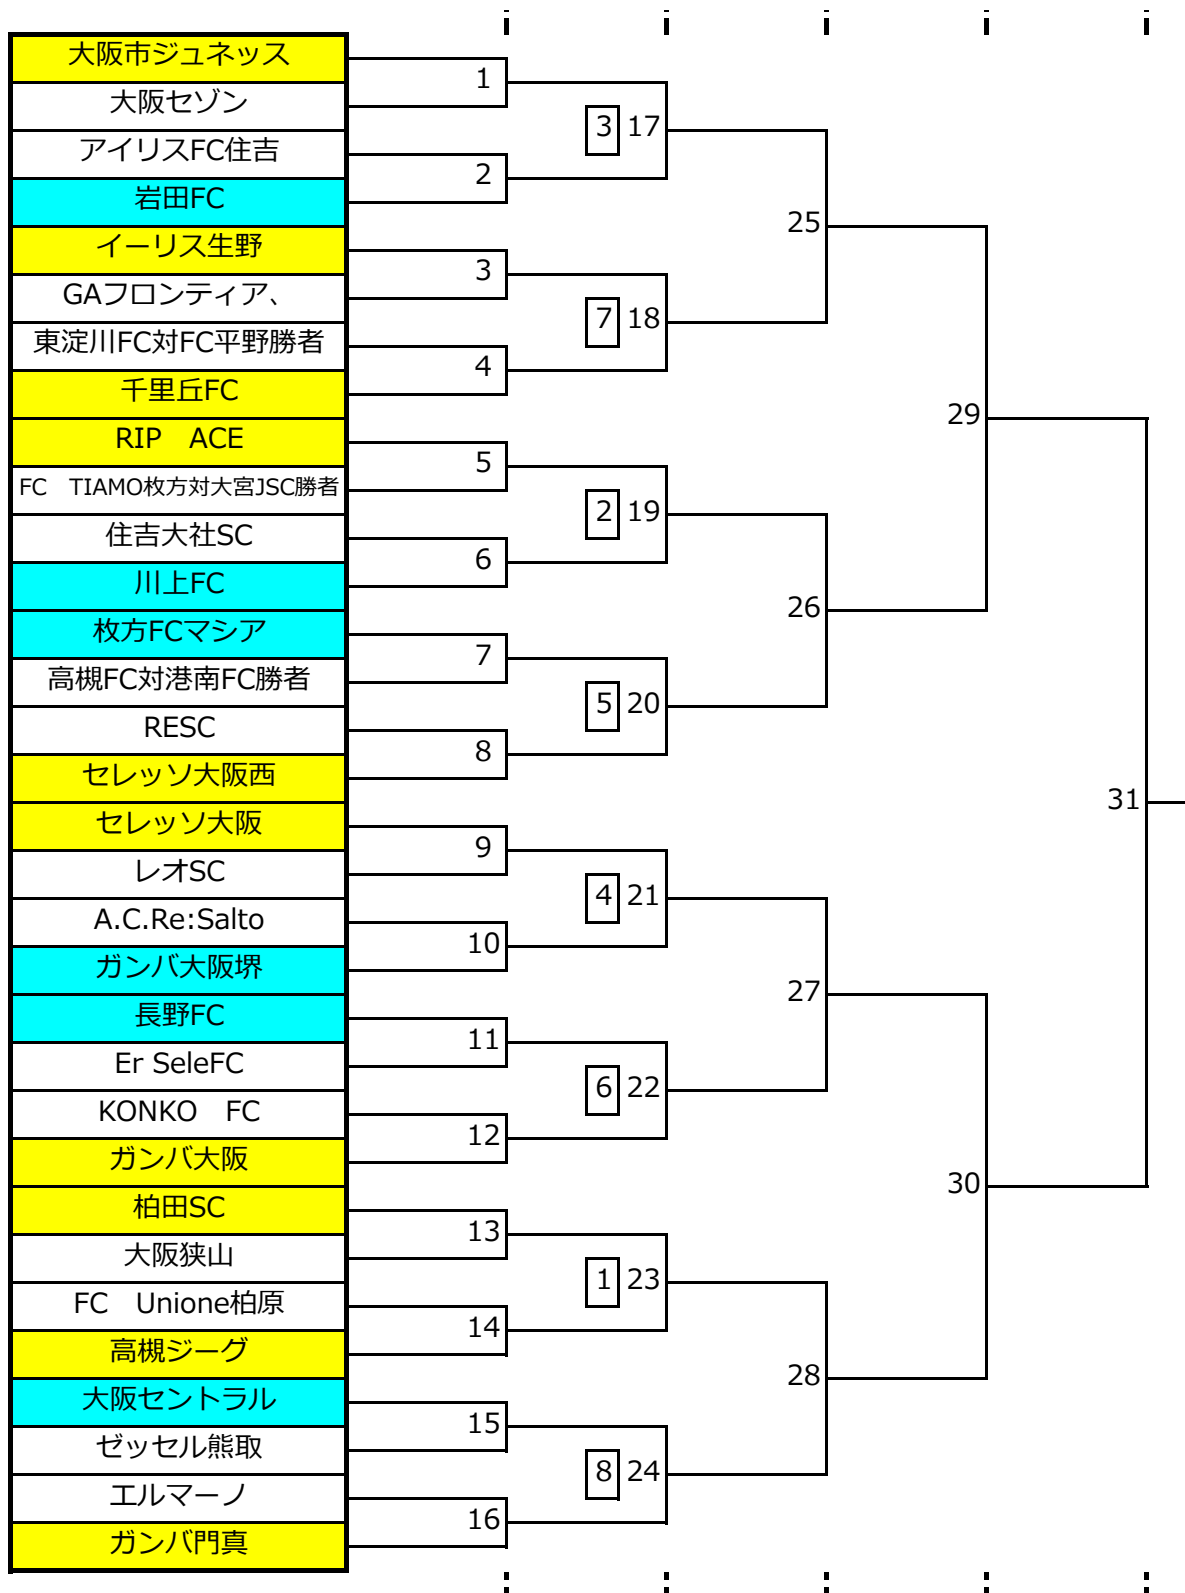 大阪市ジュネッス
大阪セゾン
アイリスFC住吉
岩田FC
イーリス生野
GAフロンティア、
東淀川FC対FC平野勝者
千里丘FC
RIP　ACE
FC　TIAMO枚方対大宮JSC勝者
住吉大社SC
川上FC
枚方FCマシア
高槻FC対港南FC勝者
RESC
セレッソ大阪西
セレッソ大阪
レオSC
A.C.Re:Salto
ガンバ大阪堺
長野FC
Er SeleFC
KONKO　FC
ガンバ大阪
柏田SC
大阪狭山
FC　Unione柏原
高槻ジーグ
大阪セントラル
ゼッセル熊取
エルマーノ
ガンバ門真
1
2
3
4
5
6
7
8
9
10
11
12
13
14
15
16
3 17
7 18
2 19
5 20
4 21
6 22
1 23
8 24
25
26
27
28
29
30
31